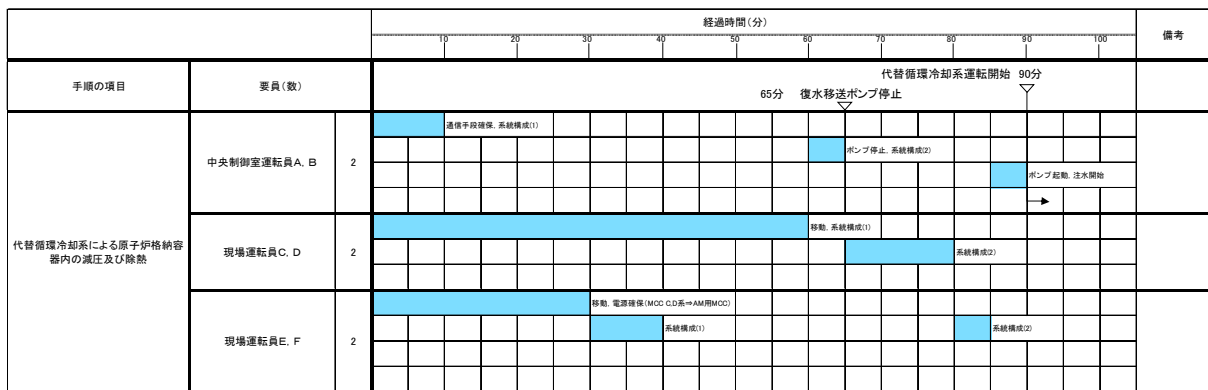 経過時間(分)
備考
10 20 30 40 50 60 70 80 90 100
手順の項目
要員(数)
代替循環冷却系運転開始 90分
65分 復水移送ポンプ停止
代替循環冷却系による原子炉格納容
器内の減圧及び除熱
中央制御室運転員A, B
2
通信手段確保, 系統構成(1)
ポンプ停止, 系統構成(2)
ポンプ起動, 注水開始
現場運転員C, D
2
移動, 系統構成(1)
系統構成(2)
現場運転員E, F
2
移動, 電源確保(MCC C,D系⇒AM用MCC)
系統構成(1)
系統構成(2)